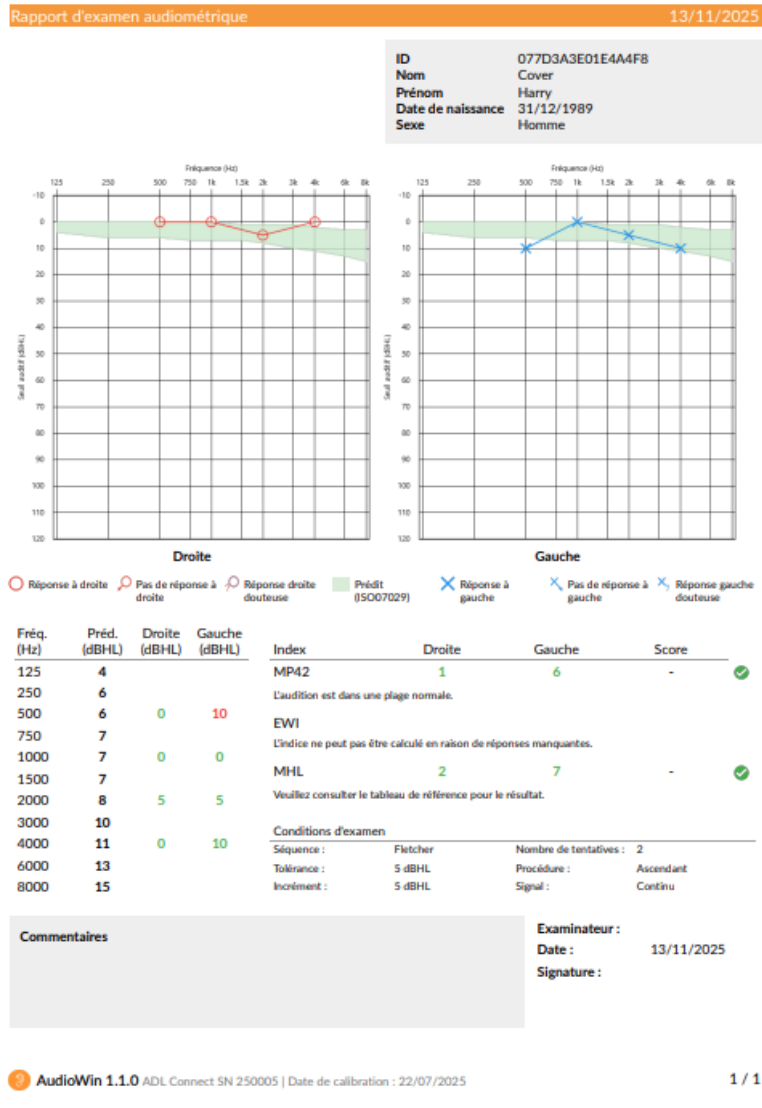 Rapport d'examen audiométrique 13/11/2025
ID 077D3A3E01E4A4F8
Nom Cover
Prénom Harry
Date de naissance 31/12/1989
Sexe Homme
Fréquence (Hz)
125 250 500 750 1k 1.5k 2k 3k 4k 6k 8k
-10
0
10
20
30
40
50
60
70
80
90
100
110
120
Seuil auditif (dBHL)
Droite
Fréquence (Hz)
125 250 500 750 1k 1.5k 2k 3k 4k 6k 8k
-10
0
10
20
30
40
50
60
70
80
90
100
110
120
Seuil auditif (dBHL)
Gauche
Réponse à droite
Pas de réponse à
droite
Réponse droite
douteuse
Prédit
(ISO07029)
Réponse à
gauche
Pas de réponse à
gauche
Réponse gauche
douteuse
Fréq. Préd. Droite Gauche
(Hz) (dBHL) (dBHL) (dBHL)
125 4
250 6
500 6 0 10
750 7
1000 7 0 0
1500 7
2000 8 5 5
3000 10
4000 11 0 10
6000 13
8000 15
Index Droite Gauche Score
MP42 1 6 -
L'audition est dans une plage normale.
EWI
L'indice ne peut pas être calculé en raison de réponses manquantes.
MHL 2 7 -
Veuillez consulter le tableau de référence pour le résultat.
Conditions d'examen
Séquence : Fletcher Nombre de tentatives : 2
Tolérance : 5 dBHL Procédure : Ascendant
Incrément : 5 dBHL Signal : Continu
Commentaires
Examinateur :
Date : 13/11/2025
Signature :
AudioWin 1.1.0 ADL Connect SN 250005 | Date de calibration : 22/07/2025 1 / 1